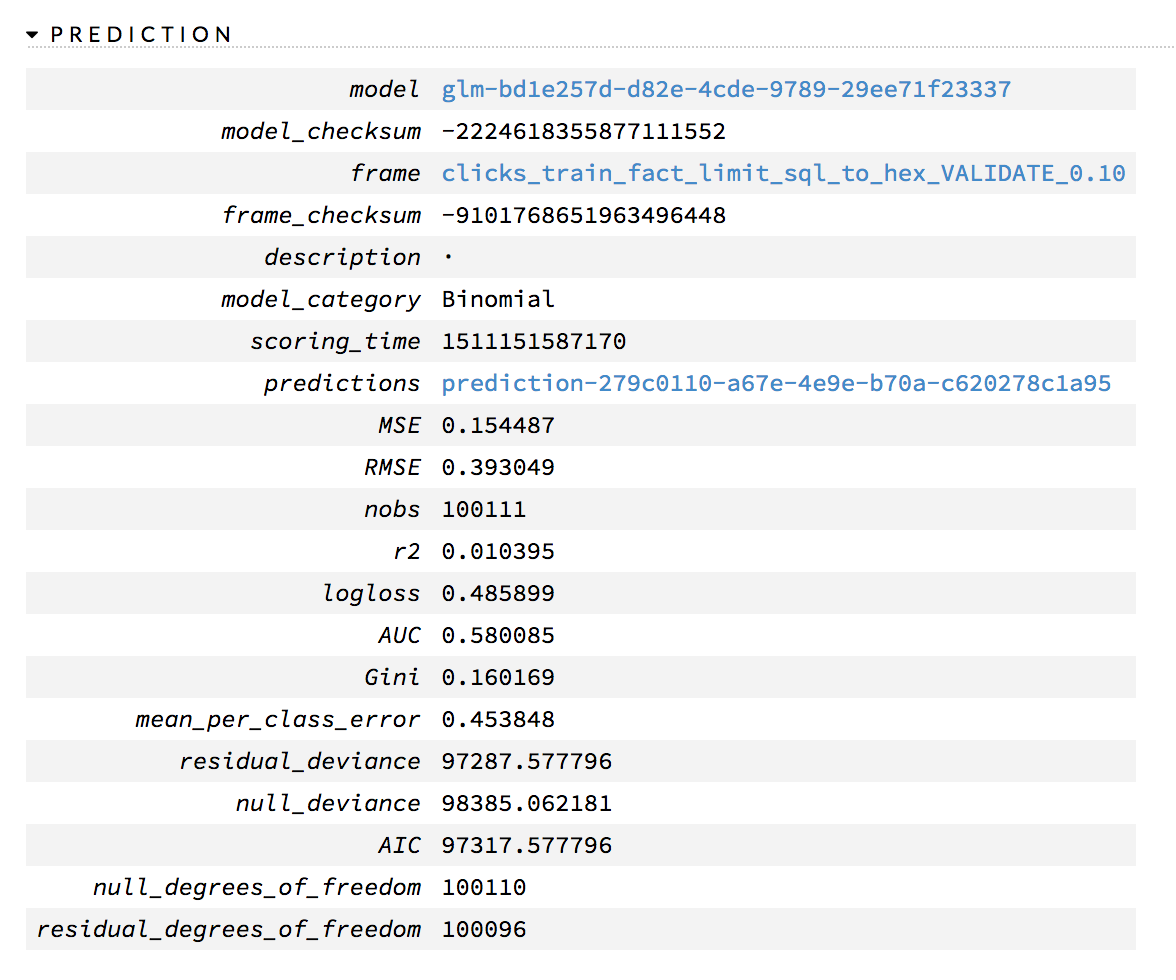 PREDICTION
model glm-bd1e257d-d82e-4cde-9789-29ee71f23337
model_checksum -2224618355877111552
frame clicks_train_fact_limit_sql_to_hex_VALIDATE_0.10
frame_checksum -9101768651963496448
description ·
model_category Binomial
scoring_time 1511151587170
predictions prediction-279c0110-a67e-4e9e-b70a-c620278c1a95
MSE 0.154487
RMSE 0.393049
nobs 100111
r2 0.010395
logloss 0.485899
AUC 0.580085
Gini 0.160169
mean_per_class_error 0.453848
residual_deviance 97287.577796
null_deviance 98385.062181
AIC 97317.577796
null_degrees_of_freedom 100110
residual_degrees_of_freedom 100096